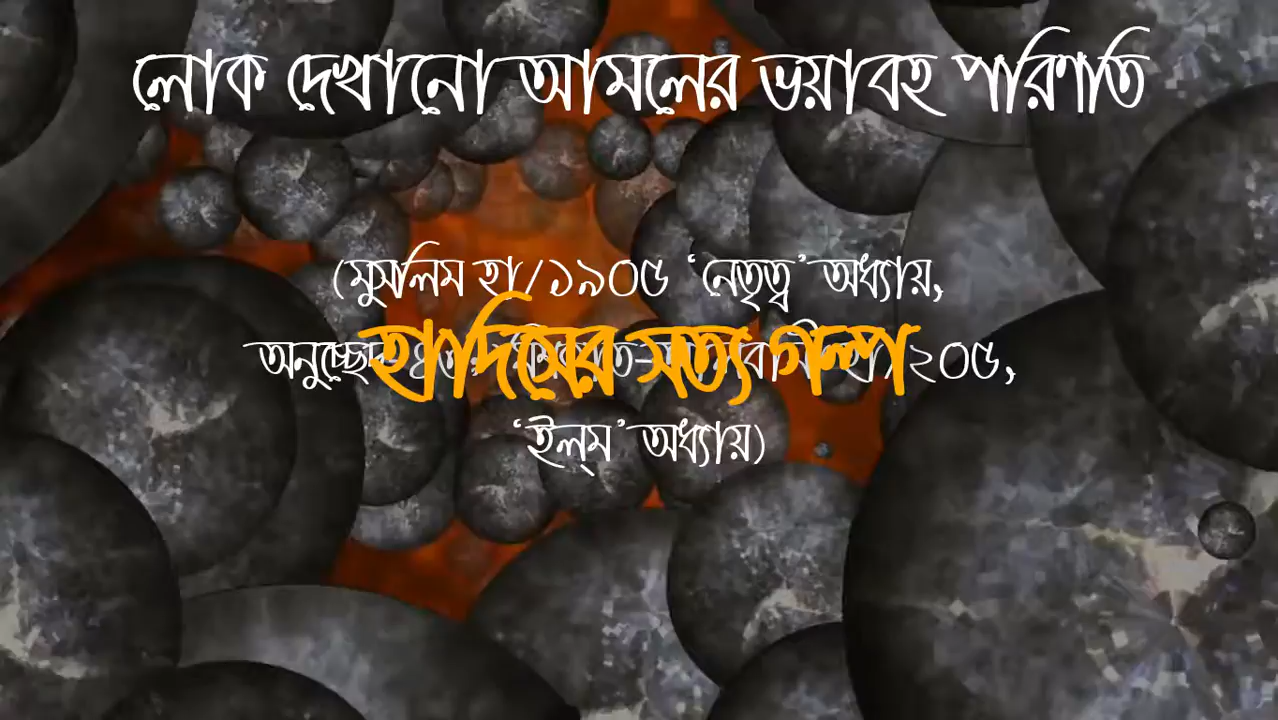 লোক দেখানো আমলের ভয়াবহ পরিণতি
(মুসলিম হা/১৯০৫ ‘নেতৃত্ব’ অধ্যায়,
হাদিসের সত্য গল্প
অনুচ্ছেদ ২০৫,
‘ইল্‌ম’ অধ্যায়)